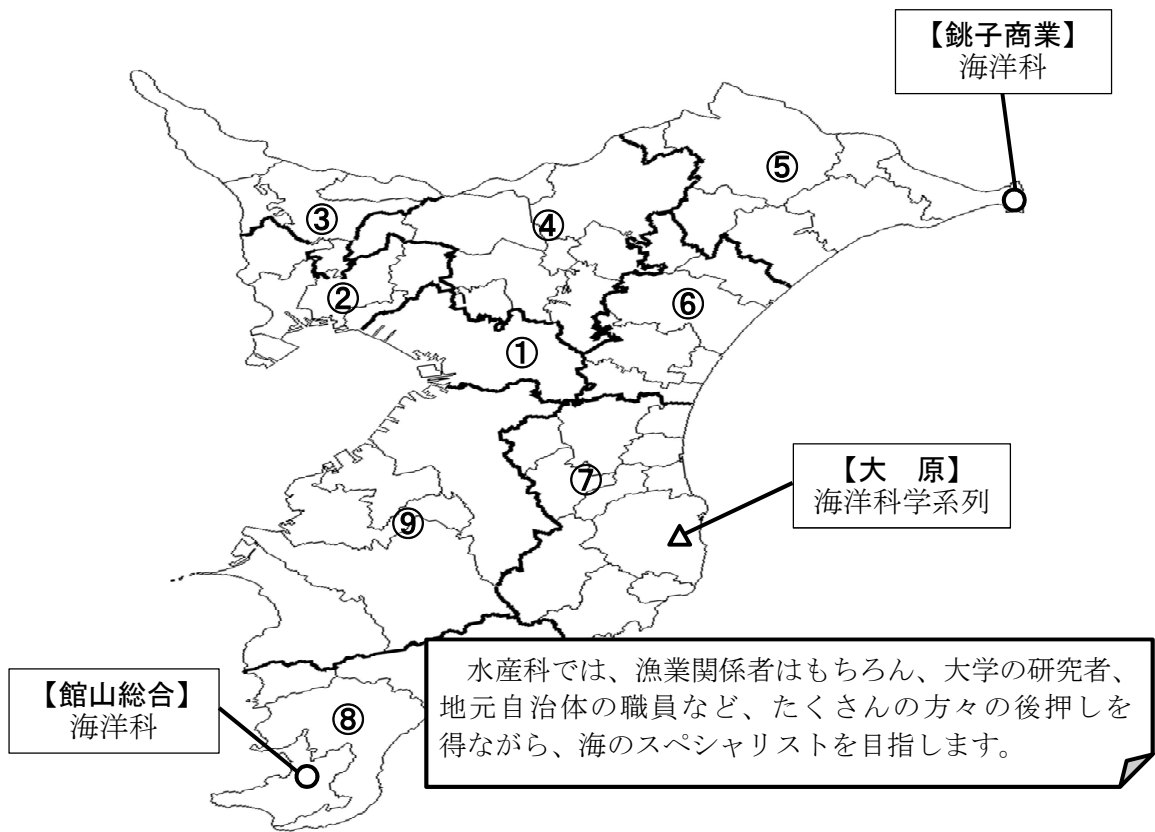 【銚子商業】
海洋科
⑤
③
④
②
⑥
①
【大　原】
海洋科学系列
⑦
⑨
水産科では、漁業関係者はもちろん、大学の研究者、
地元自治体の職員など、たくさんの方々の後押しを
得ながら、海のスペシャリストを目指します。
【館山総合】
海洋科
⑧